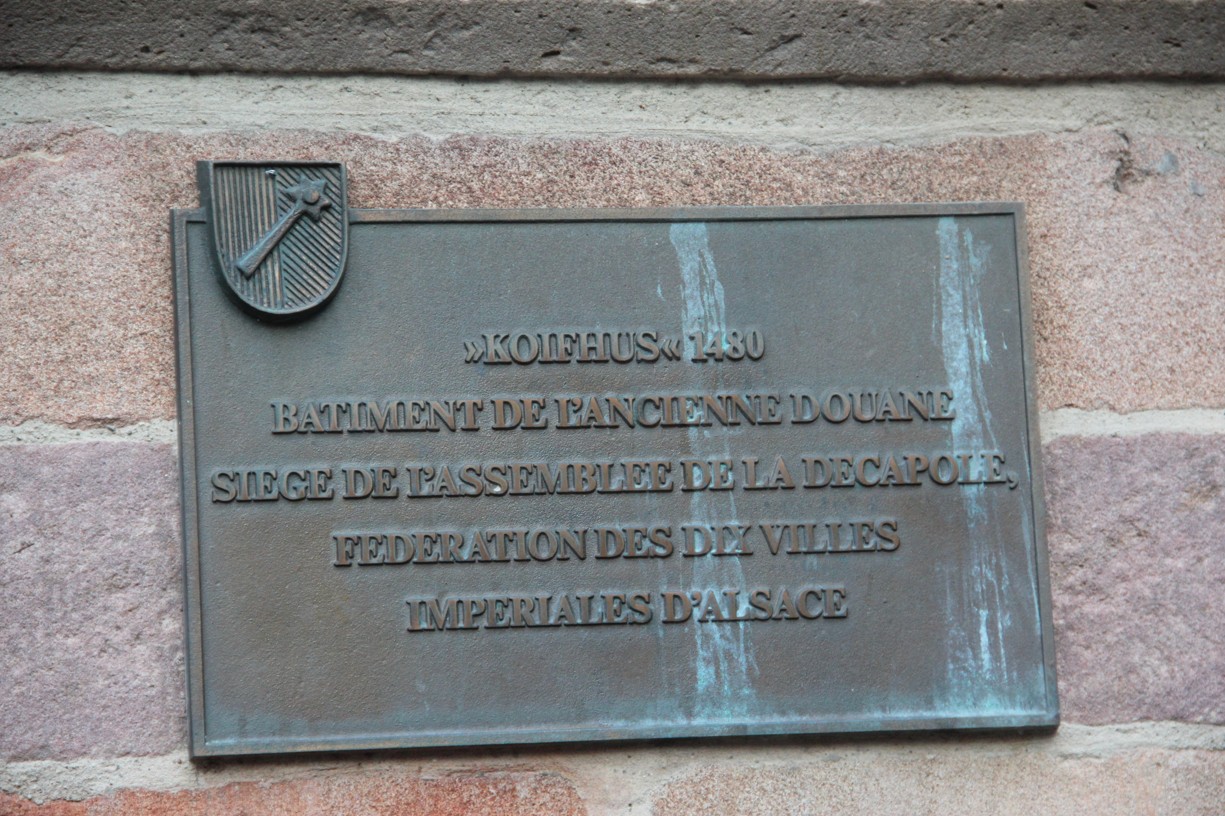 »KOIFHUS« 1480
BATIMENT DE L'ANCIENNE DOUANE
SIEGE DE L'ASSEMBLEE DE LA DECAPOLE,
FEDERATION DES DIX VILLES
IMPERIALES D'ALSACE